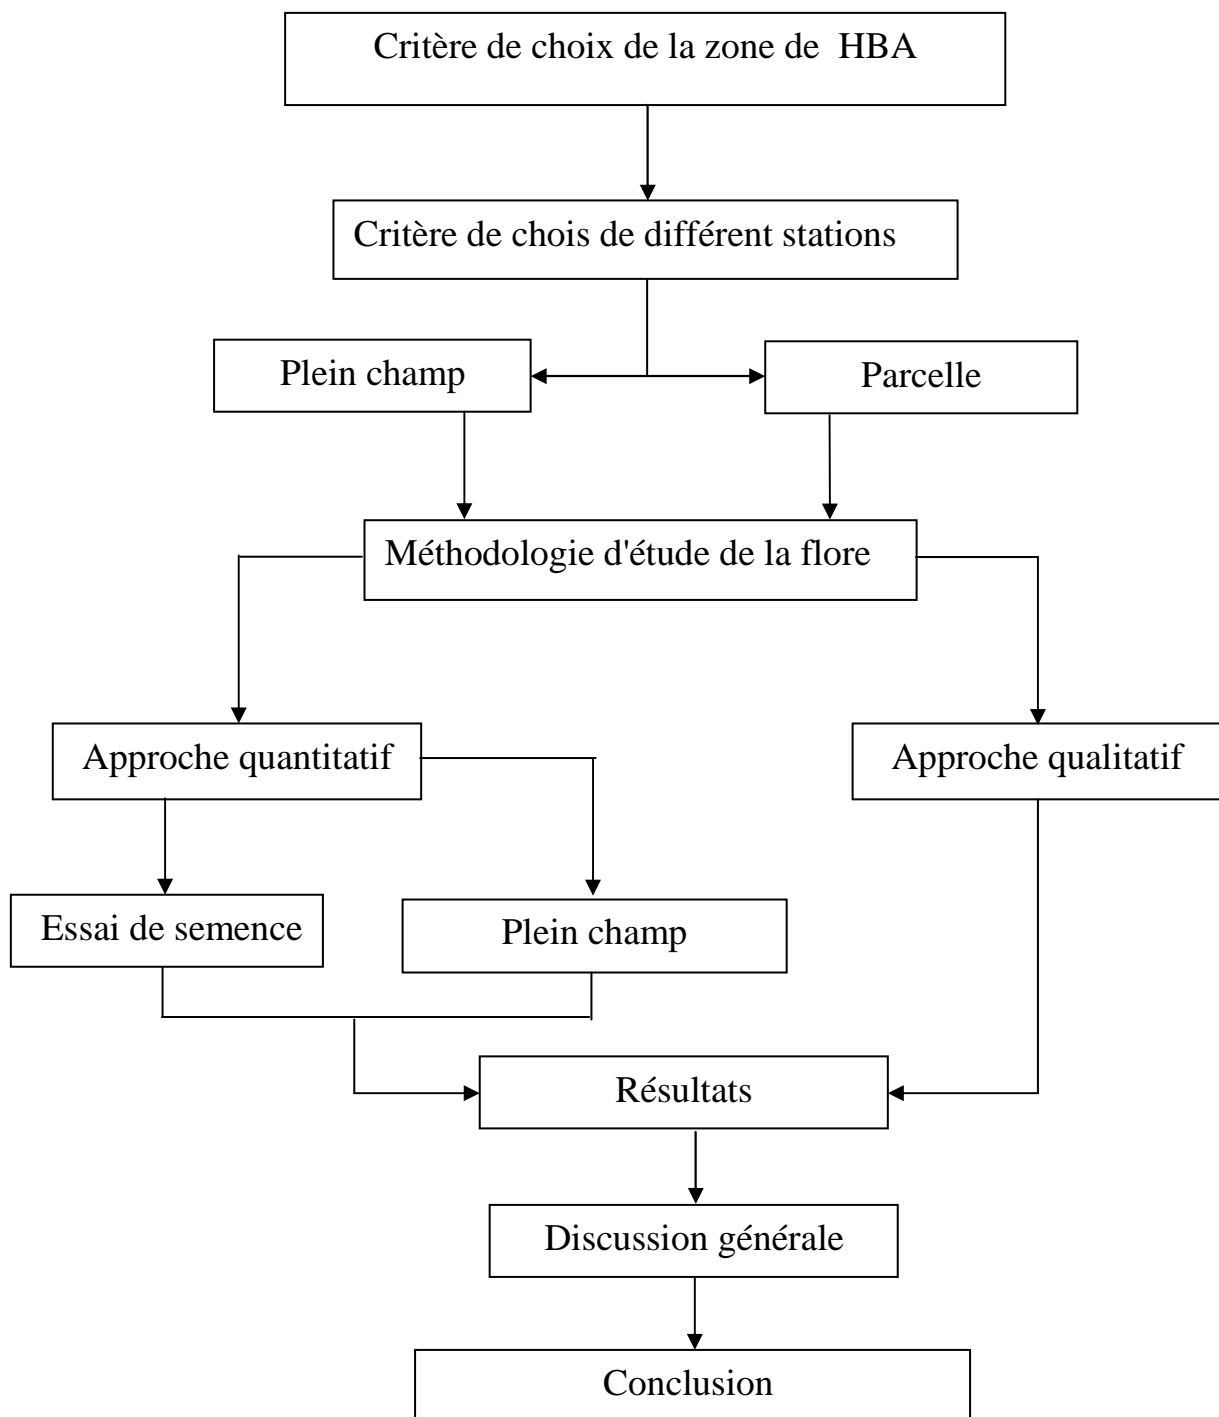 Critère de choix de la zone de HBA
Critère de chois de différent stations
Plein champ
Parcelle
Méthodologie d'étude de la flore
Approche quantitatif
Approche qualitatif
Essai de semence
Plein champ
Résultats
Discussion générale
Conclusion